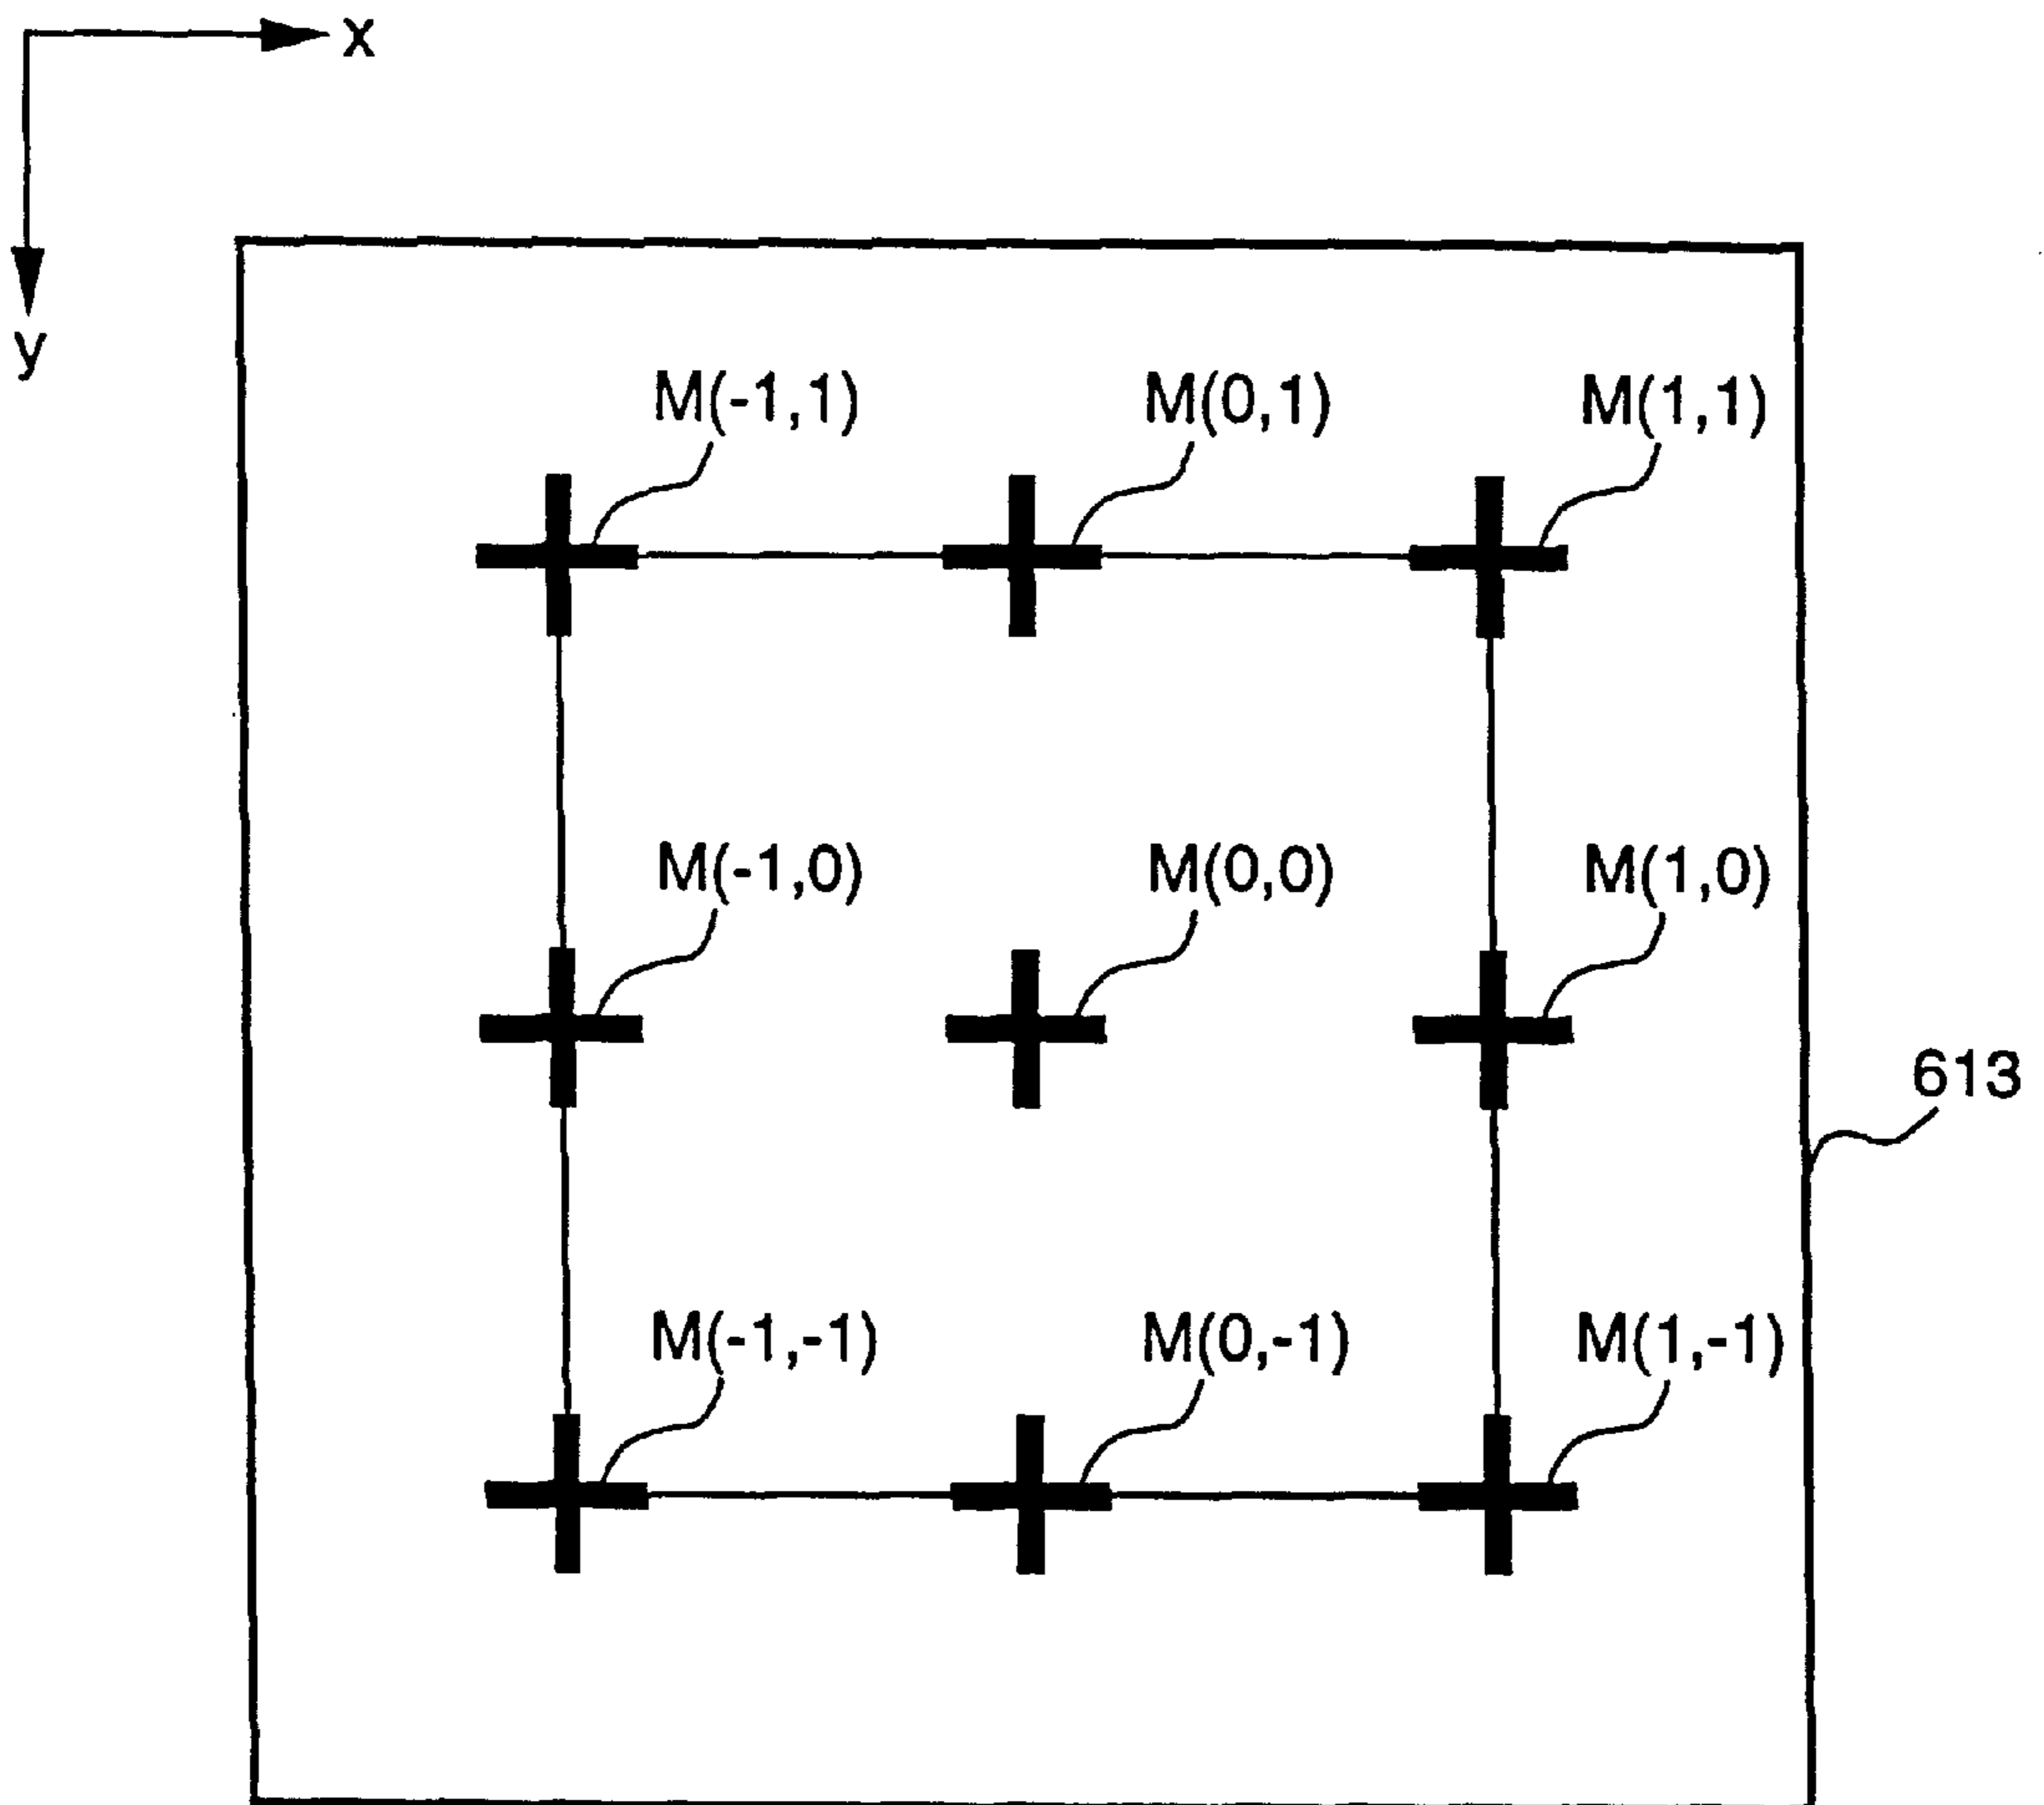 x
y
M(-1,1) M(0,1) M(1,1)
M(-1,0) M(0,0) M(1,0)
613
M(-1,-1) M(0,-1) M(1,-1)